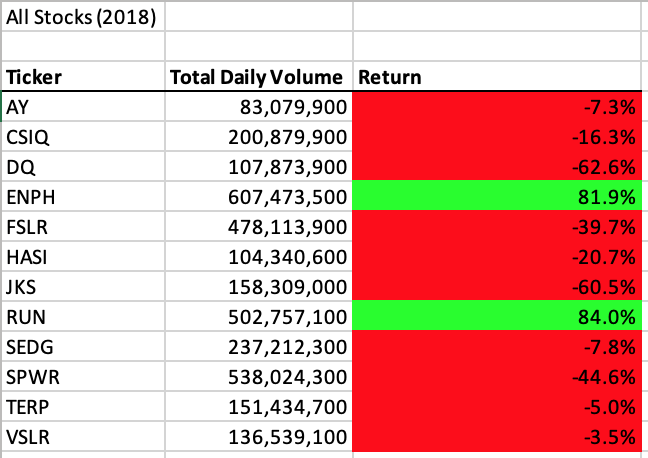 All Stocks (2018)
Ticker Total Daily Volume Return
AY 83,079,900 -7.3%
CSIQ 200,879,900 -16.3%
DQ 107,873,900 -62.6%
ENPH 607,473,500 81.9%
FSLR 478,113,900 -39.7%
HASI 104,340,600 -20.7%
JKS 158,309,000 -60.5%
RUN 502,757,100 84.0%
SEDG 237,212,300 -7.8%
SPWR 538,024,300 -44.6%
TERP 151,434,700 -5.0%
VSLR 136,539,100 -3.5%